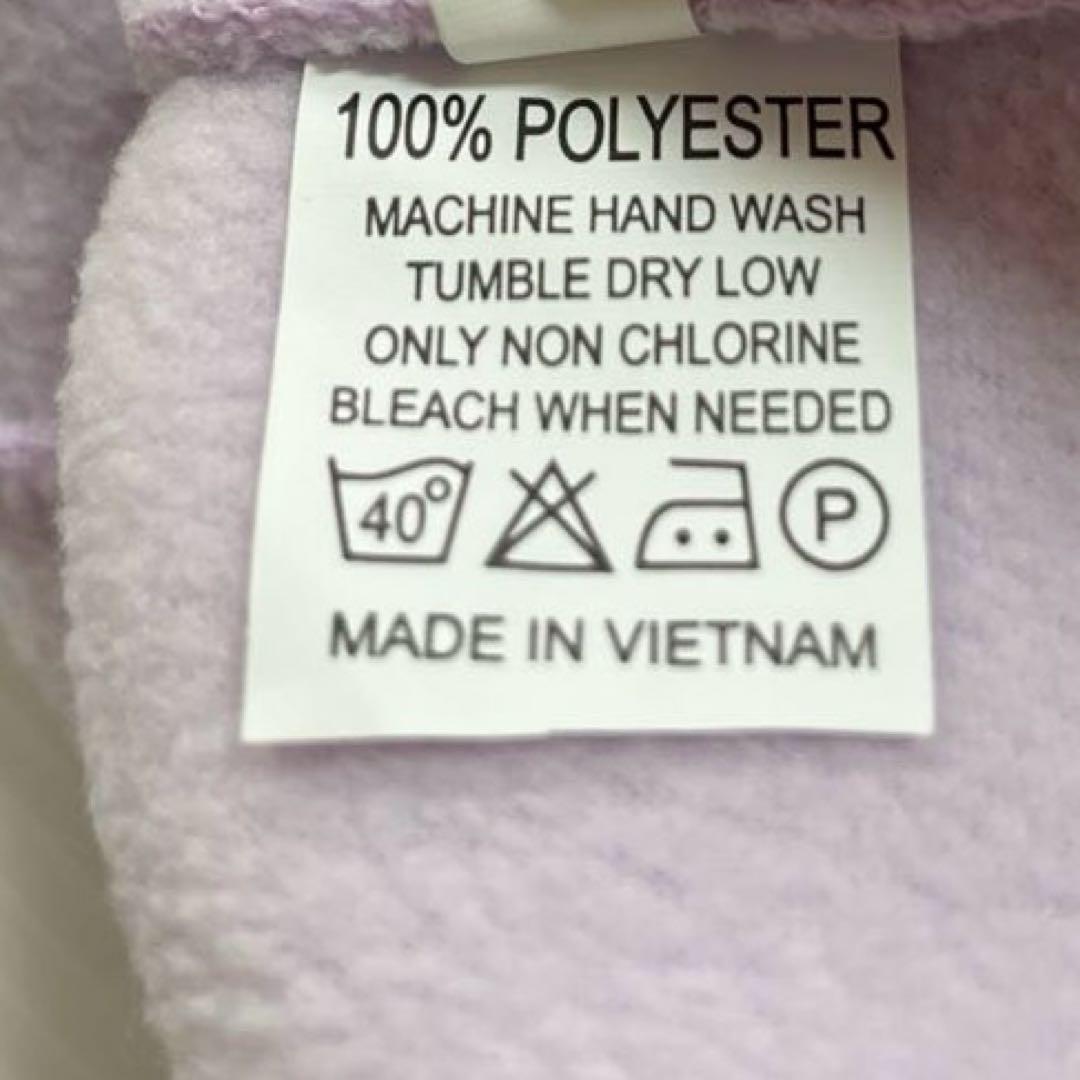 100% POLYESTER
MACHINE HAND WASH
TUMBLE DRY LOW
ONLY NON CHLORINE
BLEACH WHEN NEEDED
40° P
MADE IN VIETNAM